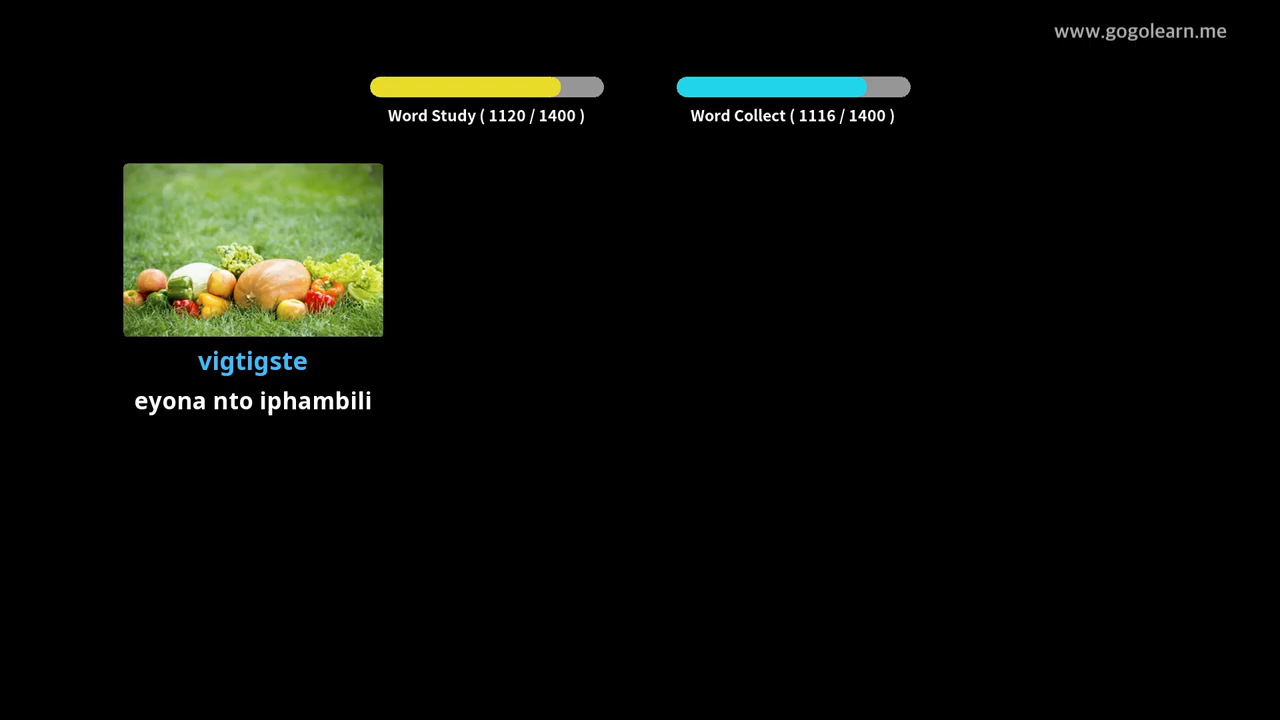 www.gogolearn.me
Word Study ( 1120 / 1400 )
Word Collect ( 1116 / 1400 )
vigtigste
eyona nto iphambili